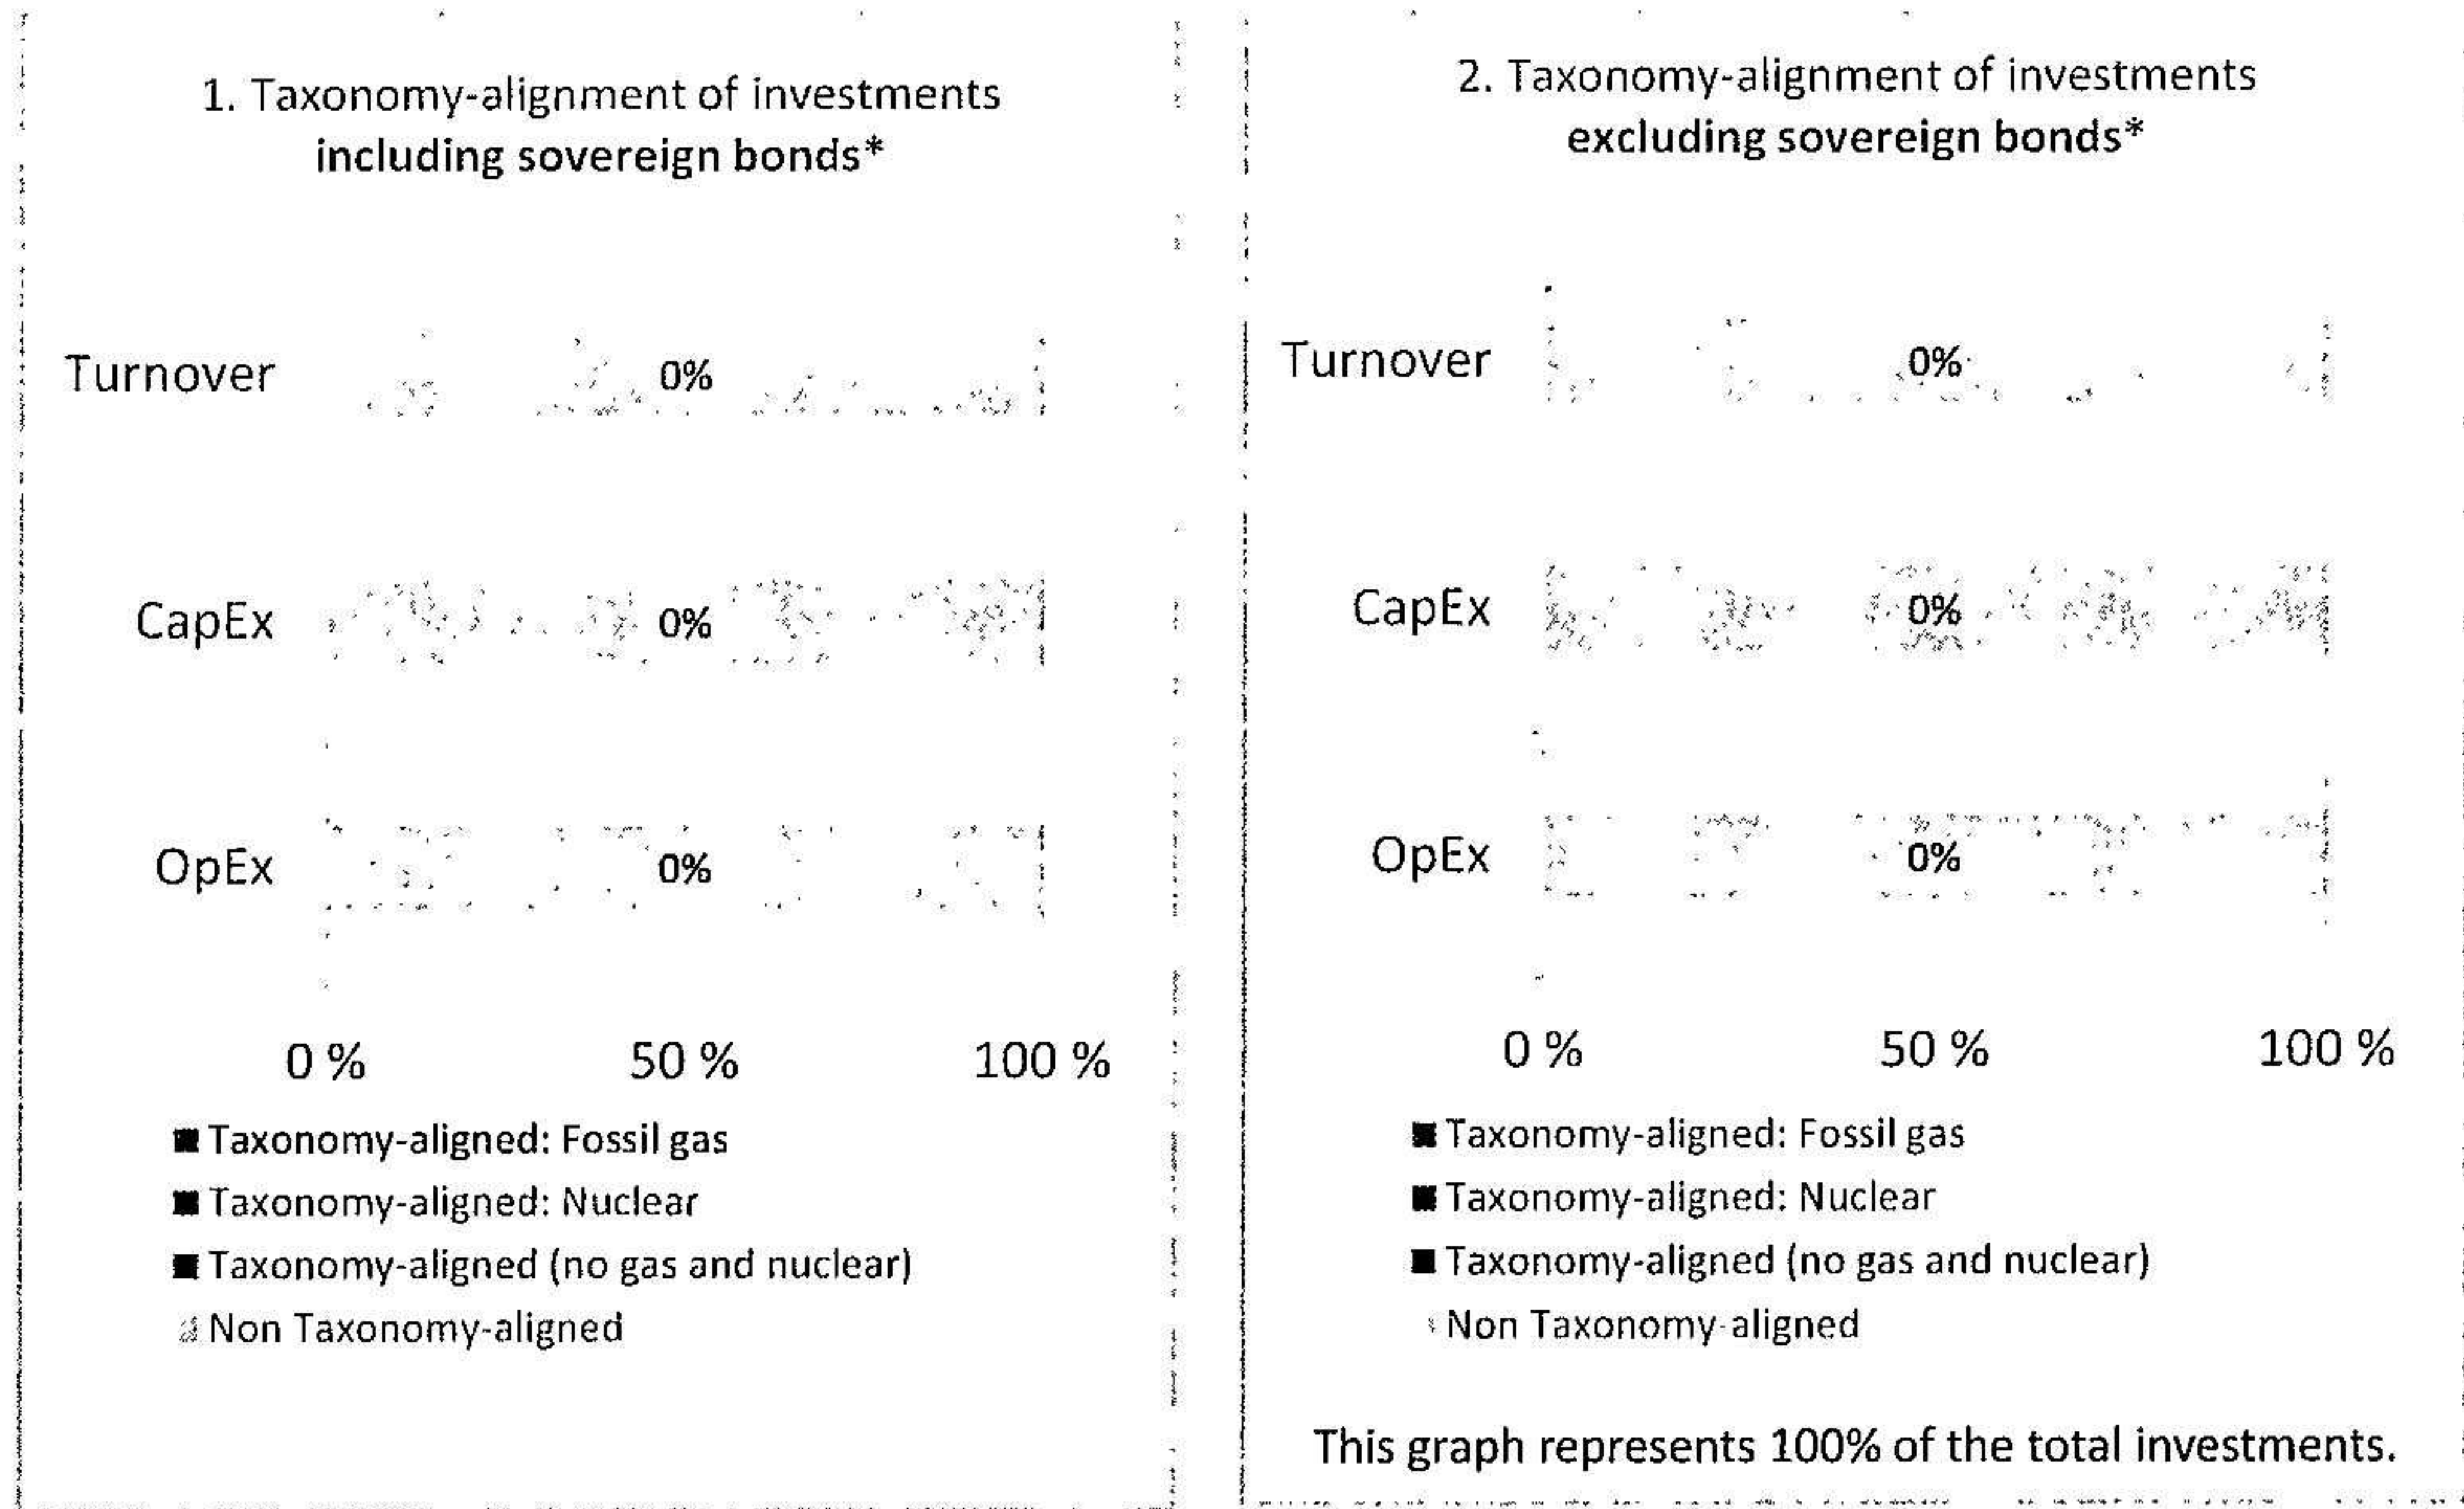 1. Taxonomy-alignment of investments
including sovereign bonds*
Turnover
0%
CapEx
0%
OpEx
0%
0 %
50 %
100 %
Taxonomy-aligned: Fossil gas
Taxonomy-aligned: Nuclear
Taxonomy-aligned (no gas and nuclear)
Non Taxonomy-aligned
2. Taxonomy-alignment of investments
excluding sovereign bonds*
Turnover
0%
CapEx
0%
OpEx
0%
0 %
50 %
100 %
Taxonomy-aligned: Fossil gas
Taxonomy-aligned: Nuclear
Taxonomy-aligned (no gas and nuclear)
Non Taxonomy-aligned
This graph represents 100% of the total investments.